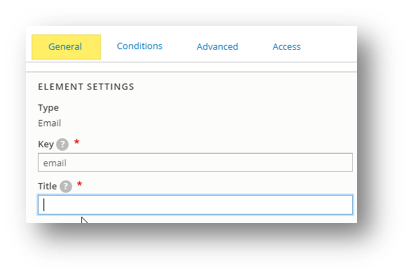 General Conditions Advanced Access
ELEMENT SETTINGS
Type
Email
Key ? *
email
Title ? *